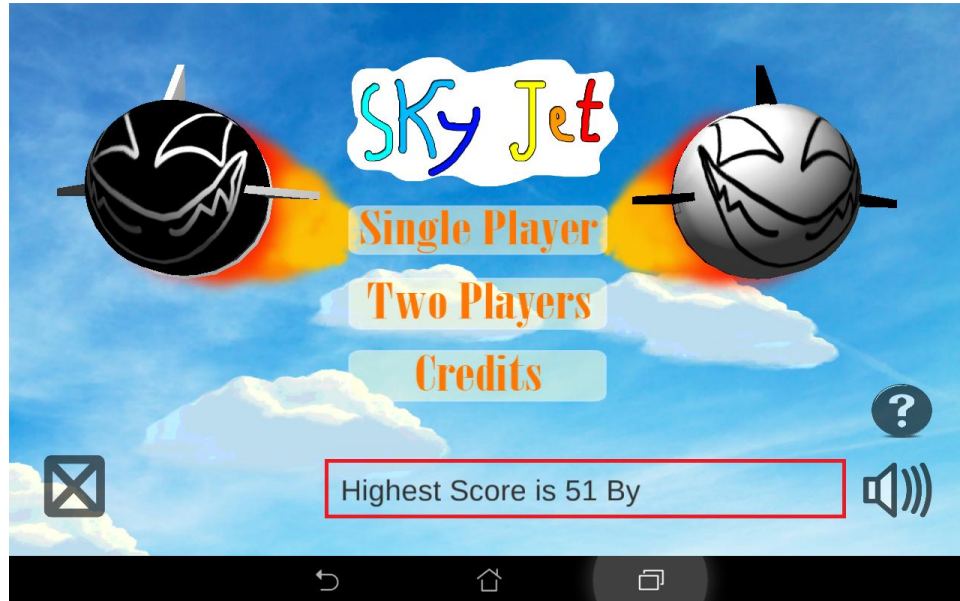 SKy Jet
Single Player
Two Players
Credits
?
Highest Score is 51 By